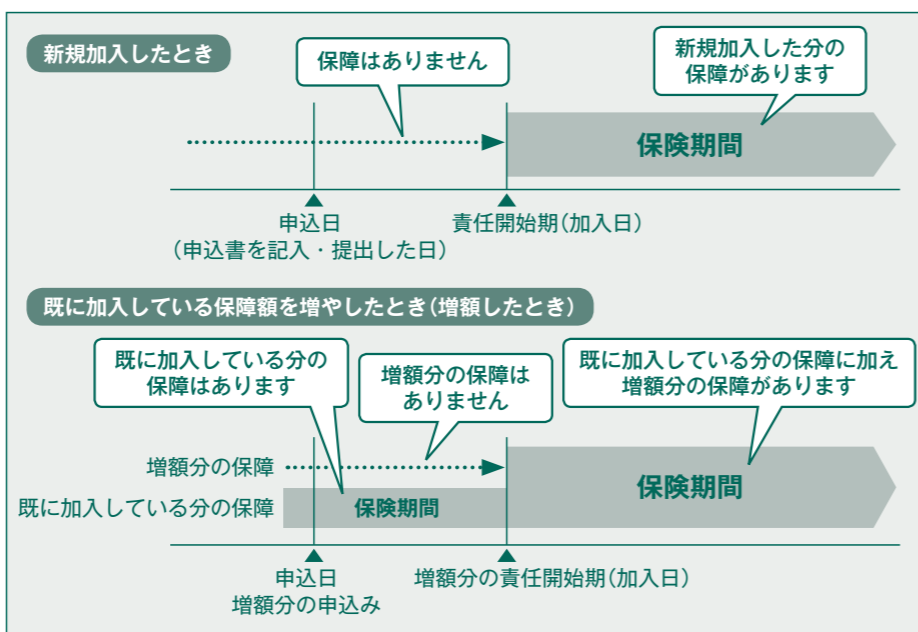 新規加入したとき
保障はありません
新規加入した分の
保障があります
保険期間
申込日
(申込書を記入・提出した日)
責任開始期(加入日)
既に加入している保障額を増やしたとき(増額したとき)
既に加入している分の
保障はあります
増額分の保障は
ありません
既に加入している分の保障に加え
増額分の保障があります
増額分の保障
保険期間
既に加入している分の保障
保険期間
申込日
増額分の申込み
増額分の責任開始期(加入日)